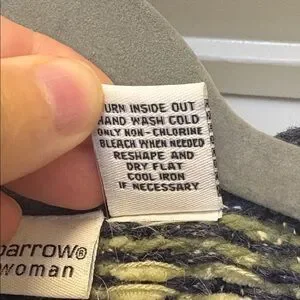 URN INSIDE OUT
HAND WASH COLD
ONLY NON-CHLORINE
BLEACH WHEN NEEDED
RESHAPE AND
DRY FLAT
COOL IRON
IF NECESSARY
parrow®
woman